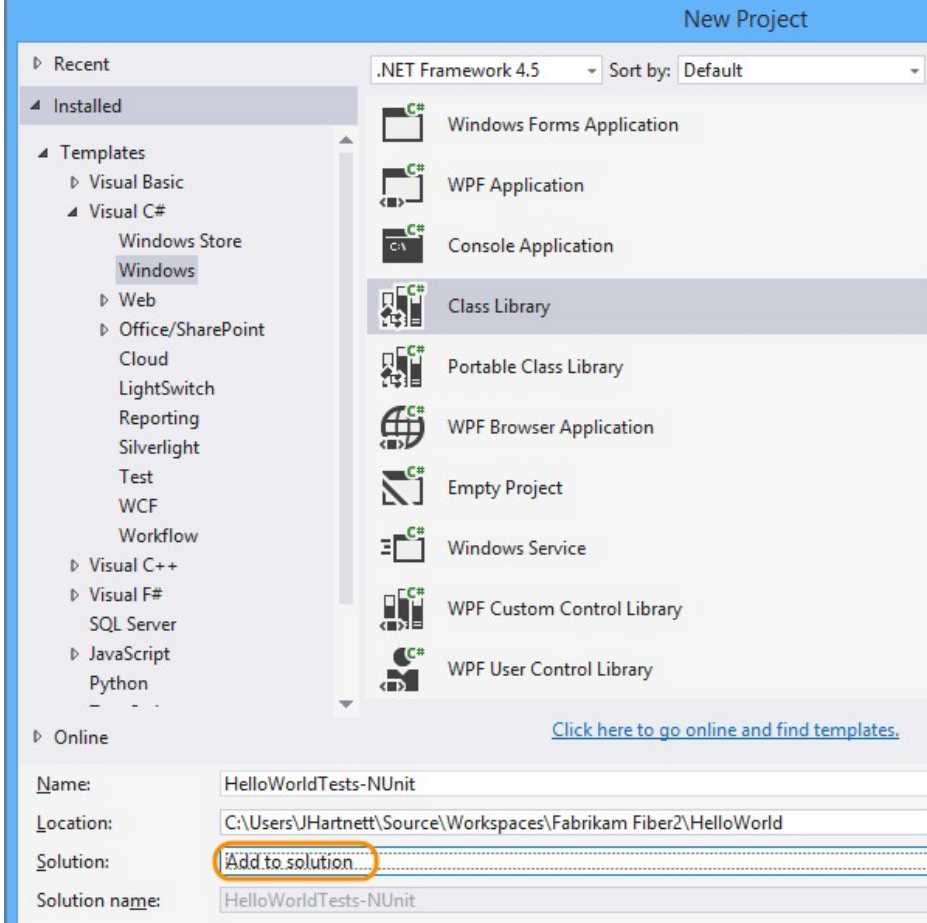 New Project
Recent
.NET Framework 4.5 Sort by: Default
Installed
Templates
Visual Basic
Visual C#
Windows Store
Windows
Web
Office/SharePoint
Cloud
LightSwitch
Reporting
Silverlight
Test
WCF
Workflow
Visual C++
Visual F#
SQL Server
JavaScript
Python
C# Windows Forms Application
C# WPF Application
C# Console Application
C# Class Library
C# Portable Class Library
C# WPF Browser Application
C# Empty Project
C# Windows Service
C# WPF Custom Control Library
C# WPF User Control Library
Online
Click here to go online and find templates.
Name: HelloWorldTests-NUnit
Location: C:\Users\JHartnett\Source\Workspaces\Fabrikam Fiber2\HelloWorld
Solution: Add to solution
Solution name: HelloWorldTests-NUnit